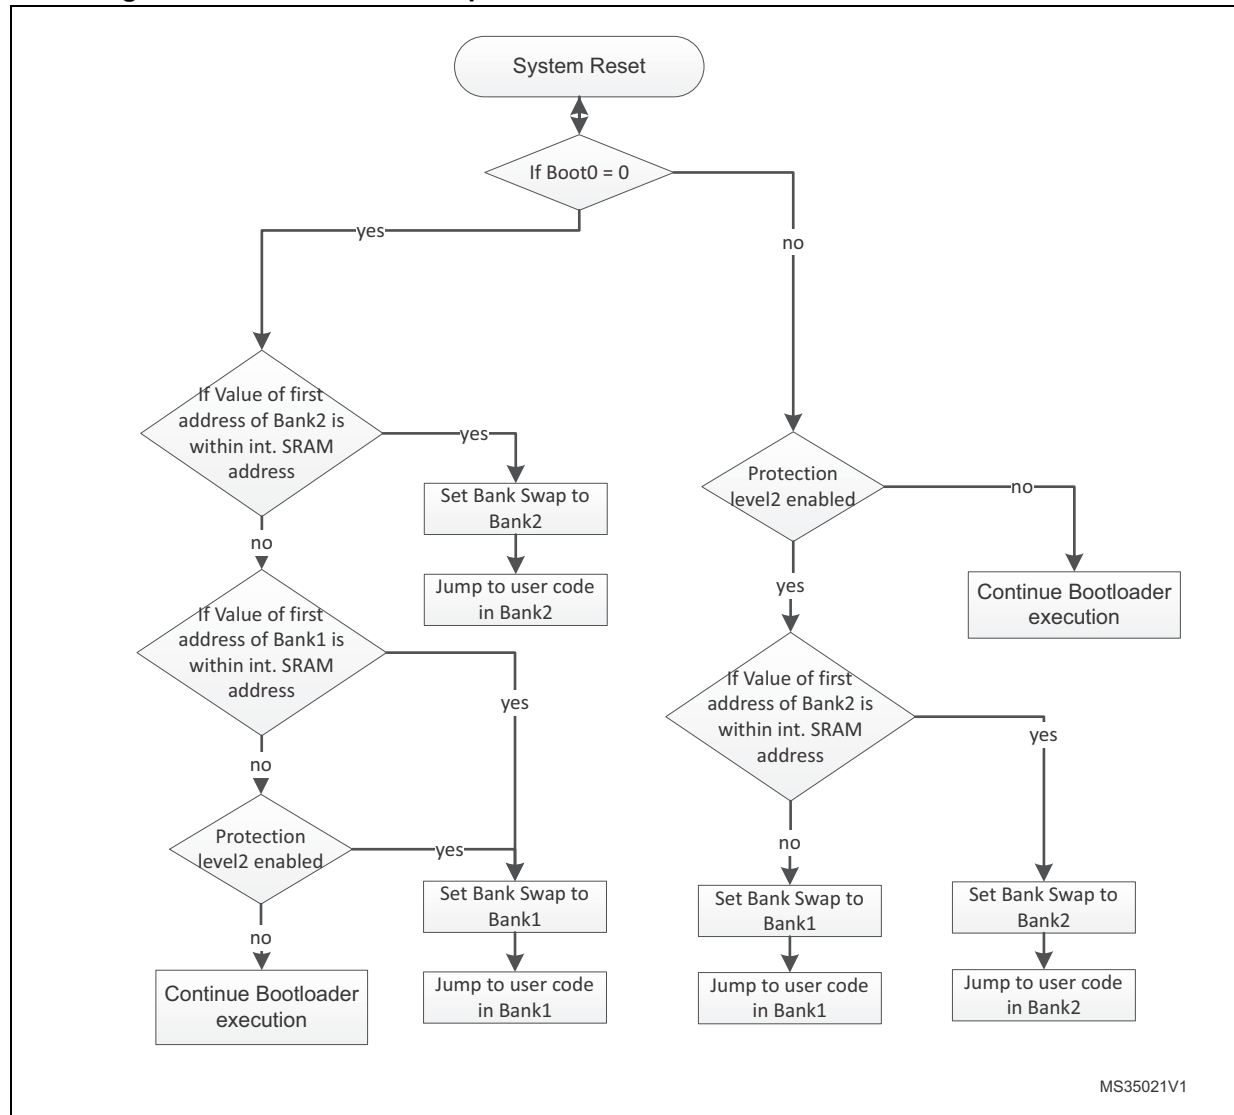 System Reset
If Boot0 = 0
yes
no
If Value of first
address of Bank2 is
within int. SRAM
address
yes
Set Bank Swap to
Bank2
Jump to user code
in Bank2
no
If Value of first
address of Bank1 is
within int. SRAM
address
yes
no
Protection
level2 enabled
yes
Set Bank Swap to
Bank1
Jump to user code
in Bank1
no
Continue Bootloader
execution
Protection
level2 enabled
no
Continue Bootloader
execution
yes
If Value of first
address of Bank2 is
within int. SRAM
address
yes
no
Set Bank Swap to
Bank1
Jump to user code
in Bank1
Set Bank Swap to
Bank2
Jump to user code
in Bank2
MS35021V1